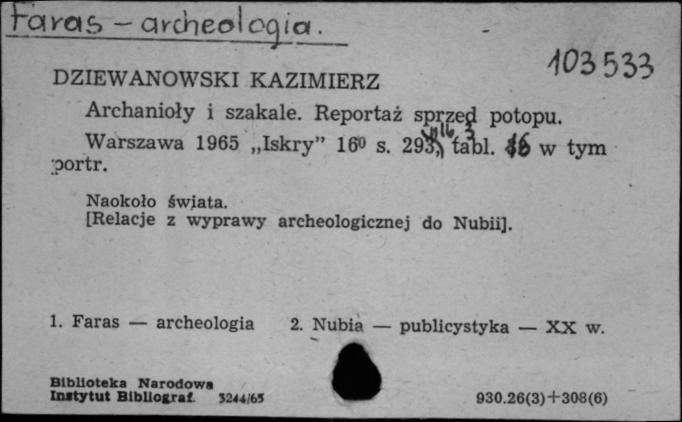 Faras – archeologia.
103533
DZIEWANOWSKI KAZIMIERZ
Archanioły i szakale. Reportaż sprzed potopu.
Warszawa 1965 „Iskry” 16⁰ s. 293, tabl. 16 w tym
portr.
Naokoło świata.
[Relacje z wyprawy archeologicznej do Nubii].
1. Faras — archeologia 2. Nubia — publicystyka — XX w.
Biblioteka Narodowa
Instytut Bibliograf. 3244/65
930.26(3)+308(6)